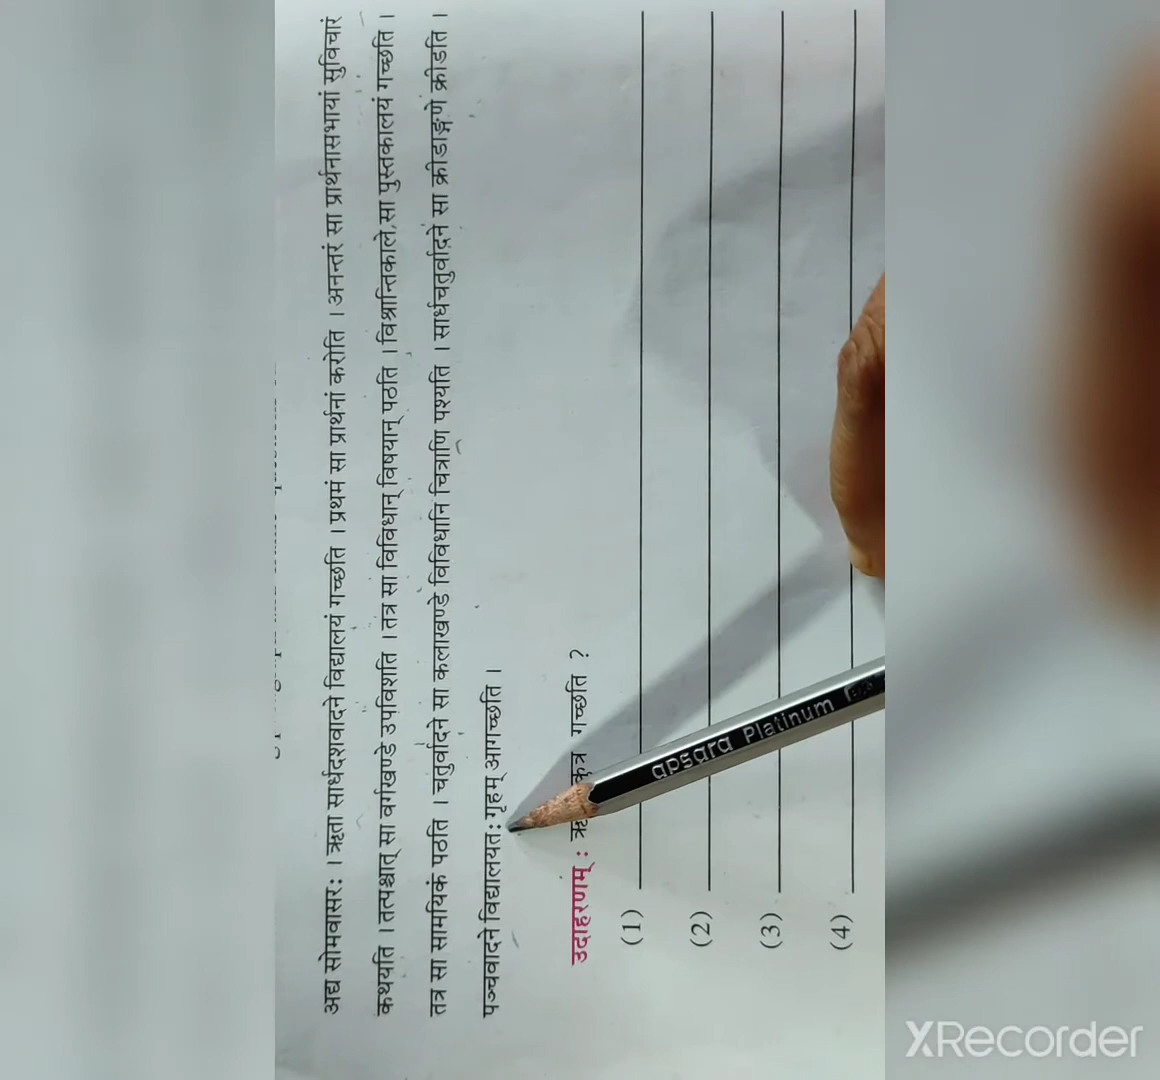 अद्य सोमवासरः । ऋता सार्धदशवादने विद्यालयं गच्छति । प्रथमं सा प्रार्थनां करोति । अनन्तरं सा प्रार्थनासभायां सुविचारं
कथयति । तत्पश्चात् सा वर्गखण्डे उपविशति । तत्र सा विविधान् विषयान् पठति । विश्रान्तिकाले सा पुस्तकालयं गच्छति ।
तत्र सा सामयिकं पठति । चतुर्वादने सा कलाखण्डे विविधानि चित्राणि पश्यति । सार्धचतुर्वादने सा क्रीडाङ्गणे क्रीडति ।
पञ्चवादने विद्यालयतः गृहम् आगच्छति ।
उदाहरणम् : कुत्र गच्छति ?
(1)
(2)
(3)
(4)
apsara Platinum
XRecorder